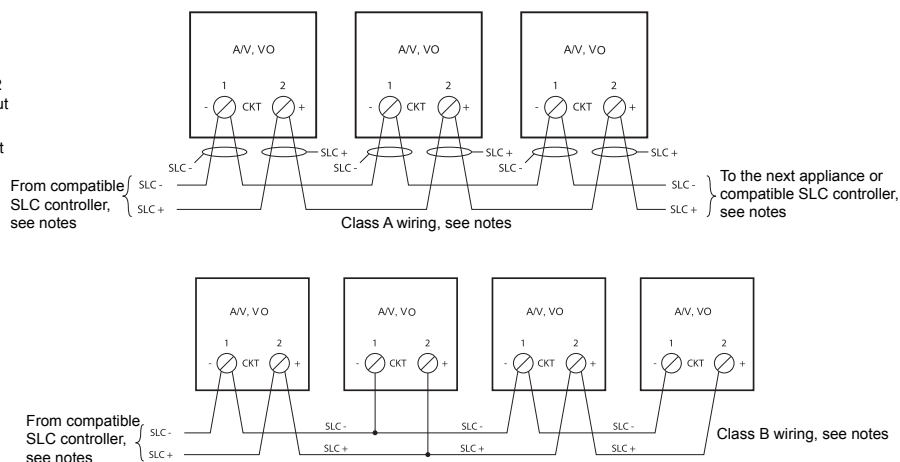 A/V, VO
A/V, VO
A/V, VO
1 2
1 2
1 2
- CKT +
- CKT +
- CKT +
2
ut
t
SLC - SLC +
SLC - SLC +
SLC - SLC +
From compatible
SLC controller,
see notes
SLC -
SLC +
Class A wiring, see notes
SLC -
SLC +
To the next appliance or
compatible SLC controller,
see notes
A/V, VO
A/V, VO
A/V, VO
A/V, VO
1 2
1 2
1 2
1 2
- CKT +
- CKT +
- CKT +
- CKT +
From compatible
SLC controller,
see notes
SLC - SLC - SLC - SLC -
SLC + SLC + SLC + SLC +
Class B wiring, see notes